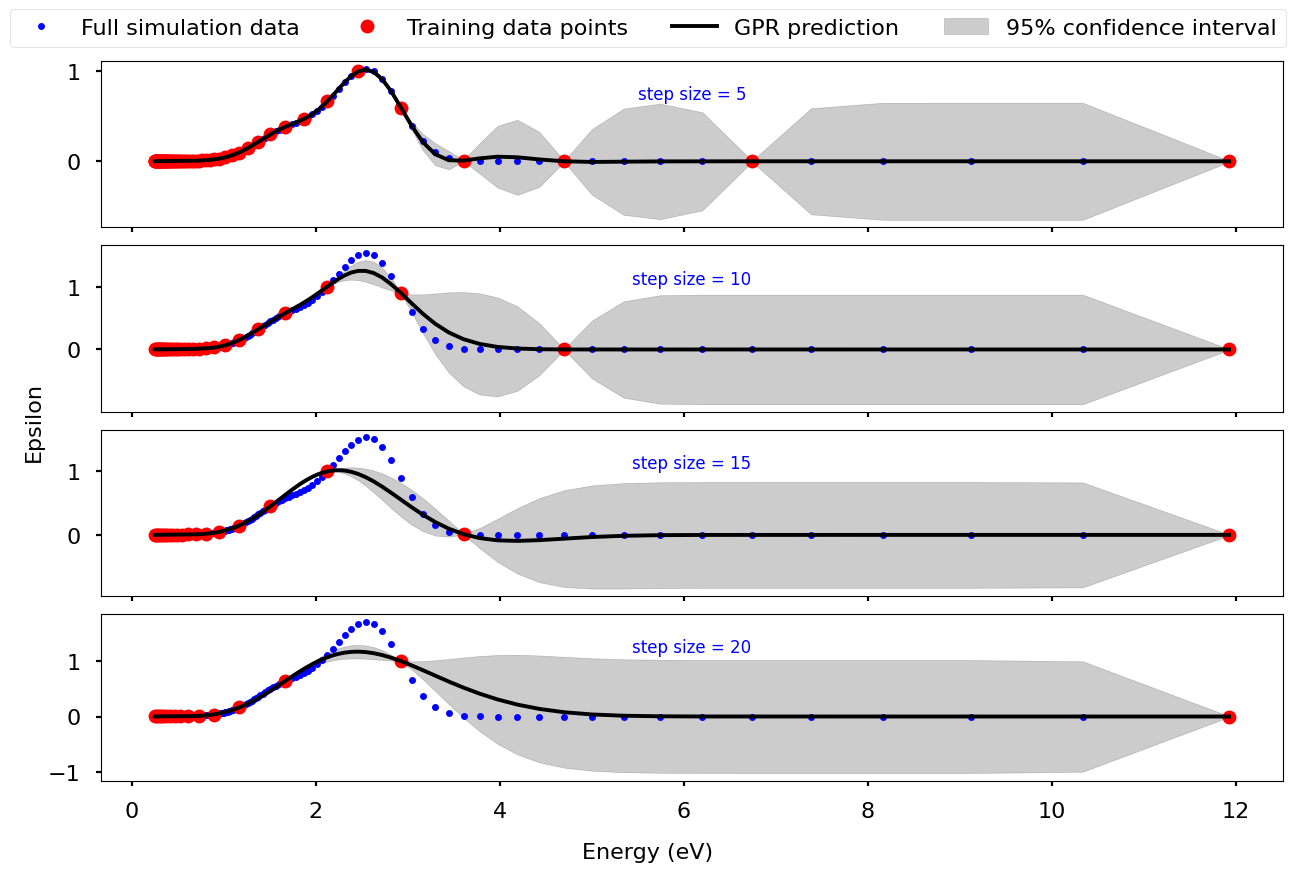 Full simulation data
Training data points
GPR prediction
95% confidence interval
1
0
step size = 5
1
0
step size = 10
Epsilon
1
0
step size = 15
1
0
−1
step size = 20
0 2 4 6 8 10 12
Energy (eV)